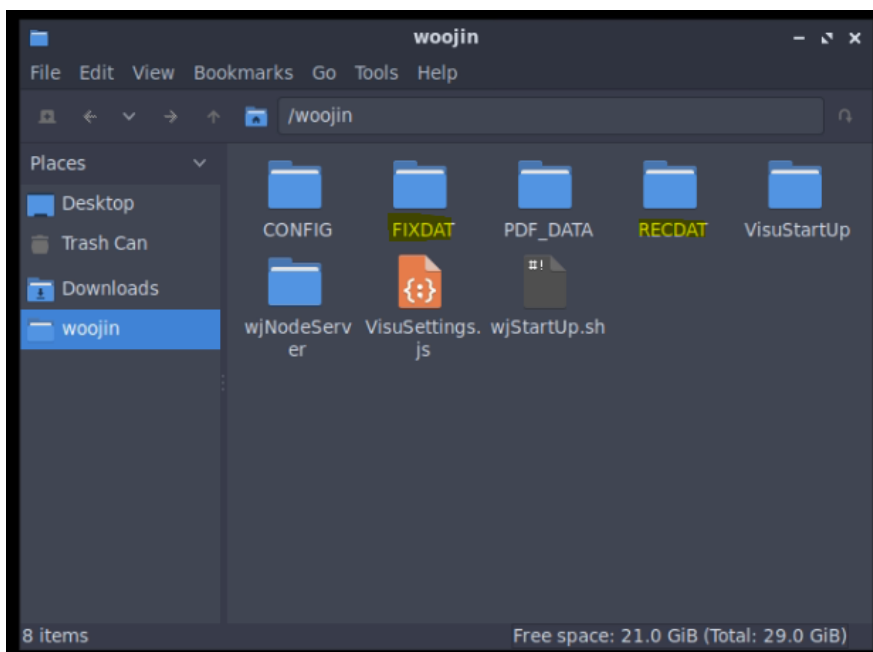 woojin
File Edit View Bookmarks Go Tools Help
/woojin
Places
Desktop
Trash Can
Downloads
woojin
CONFIG FIXDAT PDF_DATA RECDAT VisuStartUp
{:}
#!
wjNodeServ VisuSettings. wjStartUp.sh
er js
8 items Free space: 21.0 GiB (Total: 29.0 GiB)